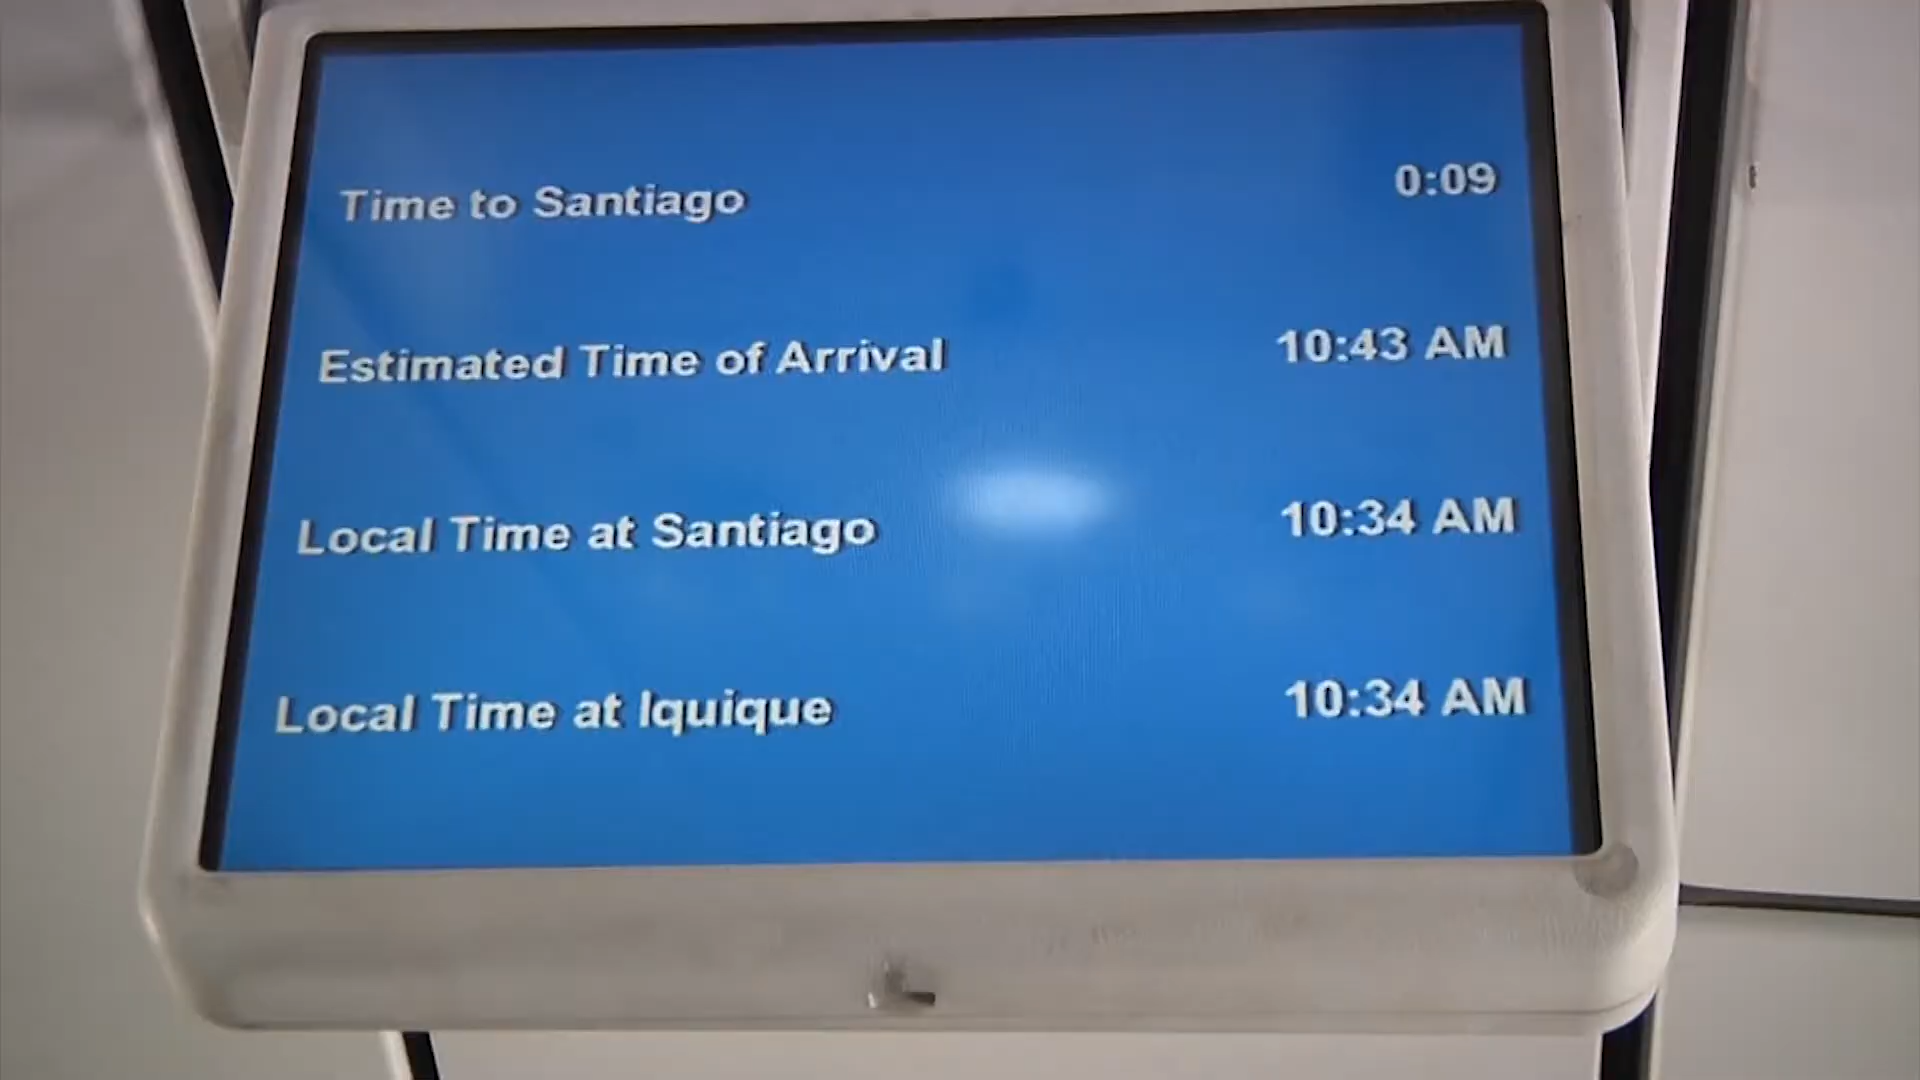 Time to Santiago 0:09
Estimated Time of Arrival 10:43 AM
Local Time at Santiago 10:34 AM
Local Time at Iquique 10:34 AM